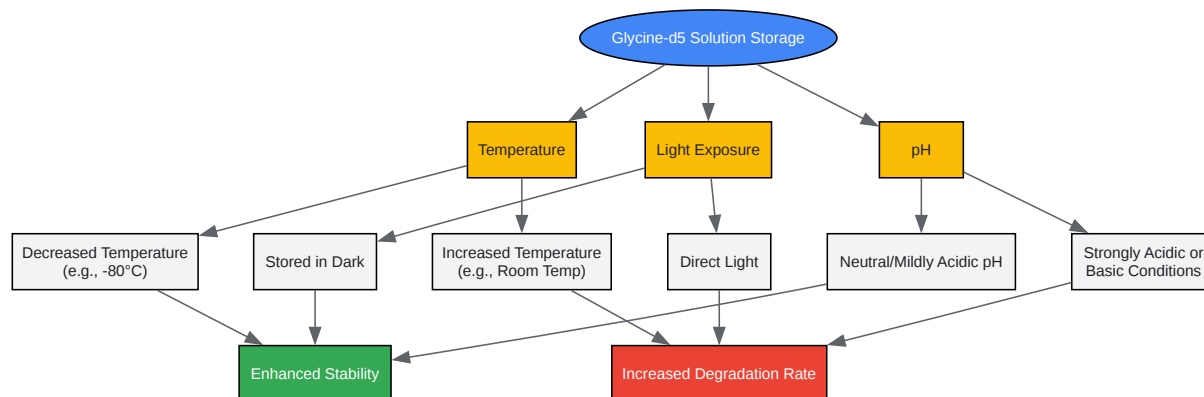 Glycine-d5 Solution Storage
Temperature
Light Exposure
pH
Decreased Temperature
(e.g., -80°C)
Stored in Dark
Increased Temperature
(e.g., Room Temp)
Direct Light
Neutral/Mildly Acidic pH
Strongly Acidic or
Basic Conditions
Enhanced Stability
Increased Degradation Rate